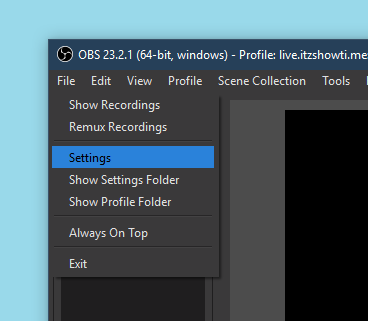 OBS 23.2.1 (64-bit, windows) - Profile: live.itzshowti.me
File Edit View Profile Scene Collection Tools
Show Recordings
Remux Recordings
Settings
Show Settings Folder
Show Profile Folder
Always On Top
Exit